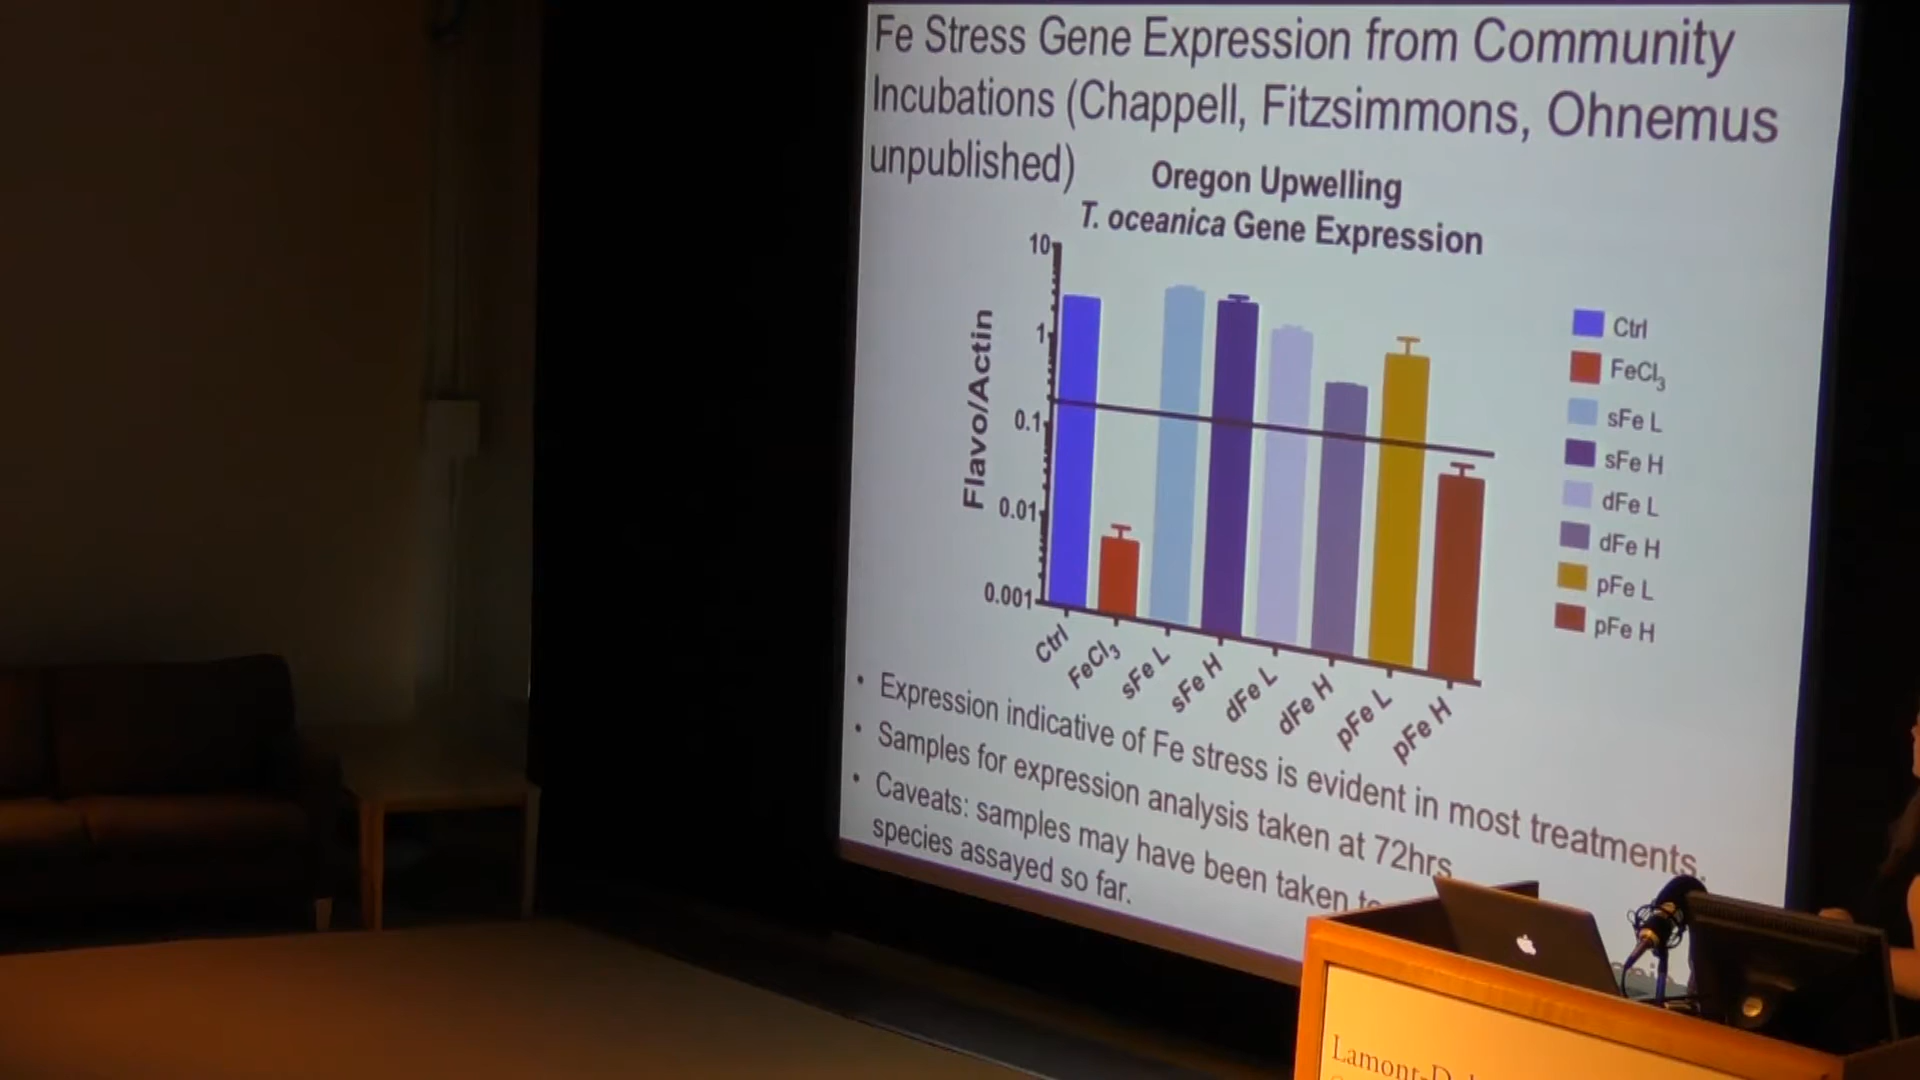 Fe Stress Gene Expression from Community
Incubations (Chappell, Fitzsimmons, Ohnemus
unpublished)
Oregon Upwelling
T. oceanica Gene Expression
Flavo/Actin
10
1
0.1
0.01
0.001
Ctrl
FeCl₃
sFe L
sFe H
dFe L
dFe H
pFe L
pFe H
Ctrl
FeCl₃
sFe L
sFe H
dFe L
dFe H
pFe L
pFe H
• Expression indicative of Fe stress is evident in most treatments.
• Samples for expression analysis taken at 72hrs
• Caveats: samples may have been taken
species assayed so far.